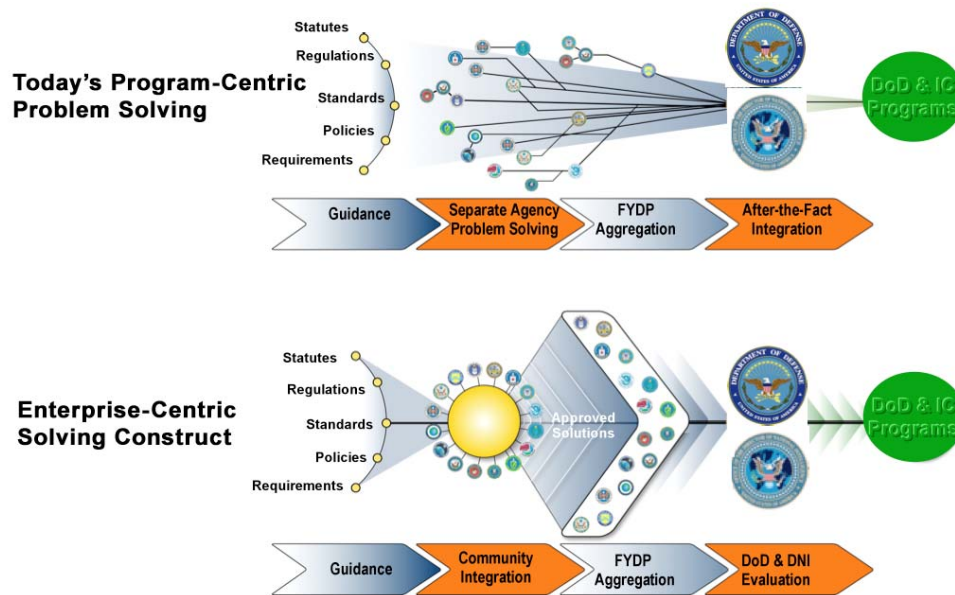 Statutes
Regulations
Today's Program-Centric
Problem Solving
Standards
Policies
Requirements
DEPARTMENT OF DEFENSE
UNITED STATES OF AMERICA
DoD & IC
Programs
Guidance
Separate Agency
Problem Solving
FYDP
Aggregation
After-the-Fact
Integration
Statutes
Regulations
Enterprise-Centric
Solving Construct
Standards
Policies
Requirements
Approved
Solutions
DEPARTMENT OF DEFENSE
UNITED STATES OF AMERICA
DoD & IC
Programs
Guidance
Community
Integration
FYDP
Aggregation
DoD & DNI
Evaluation